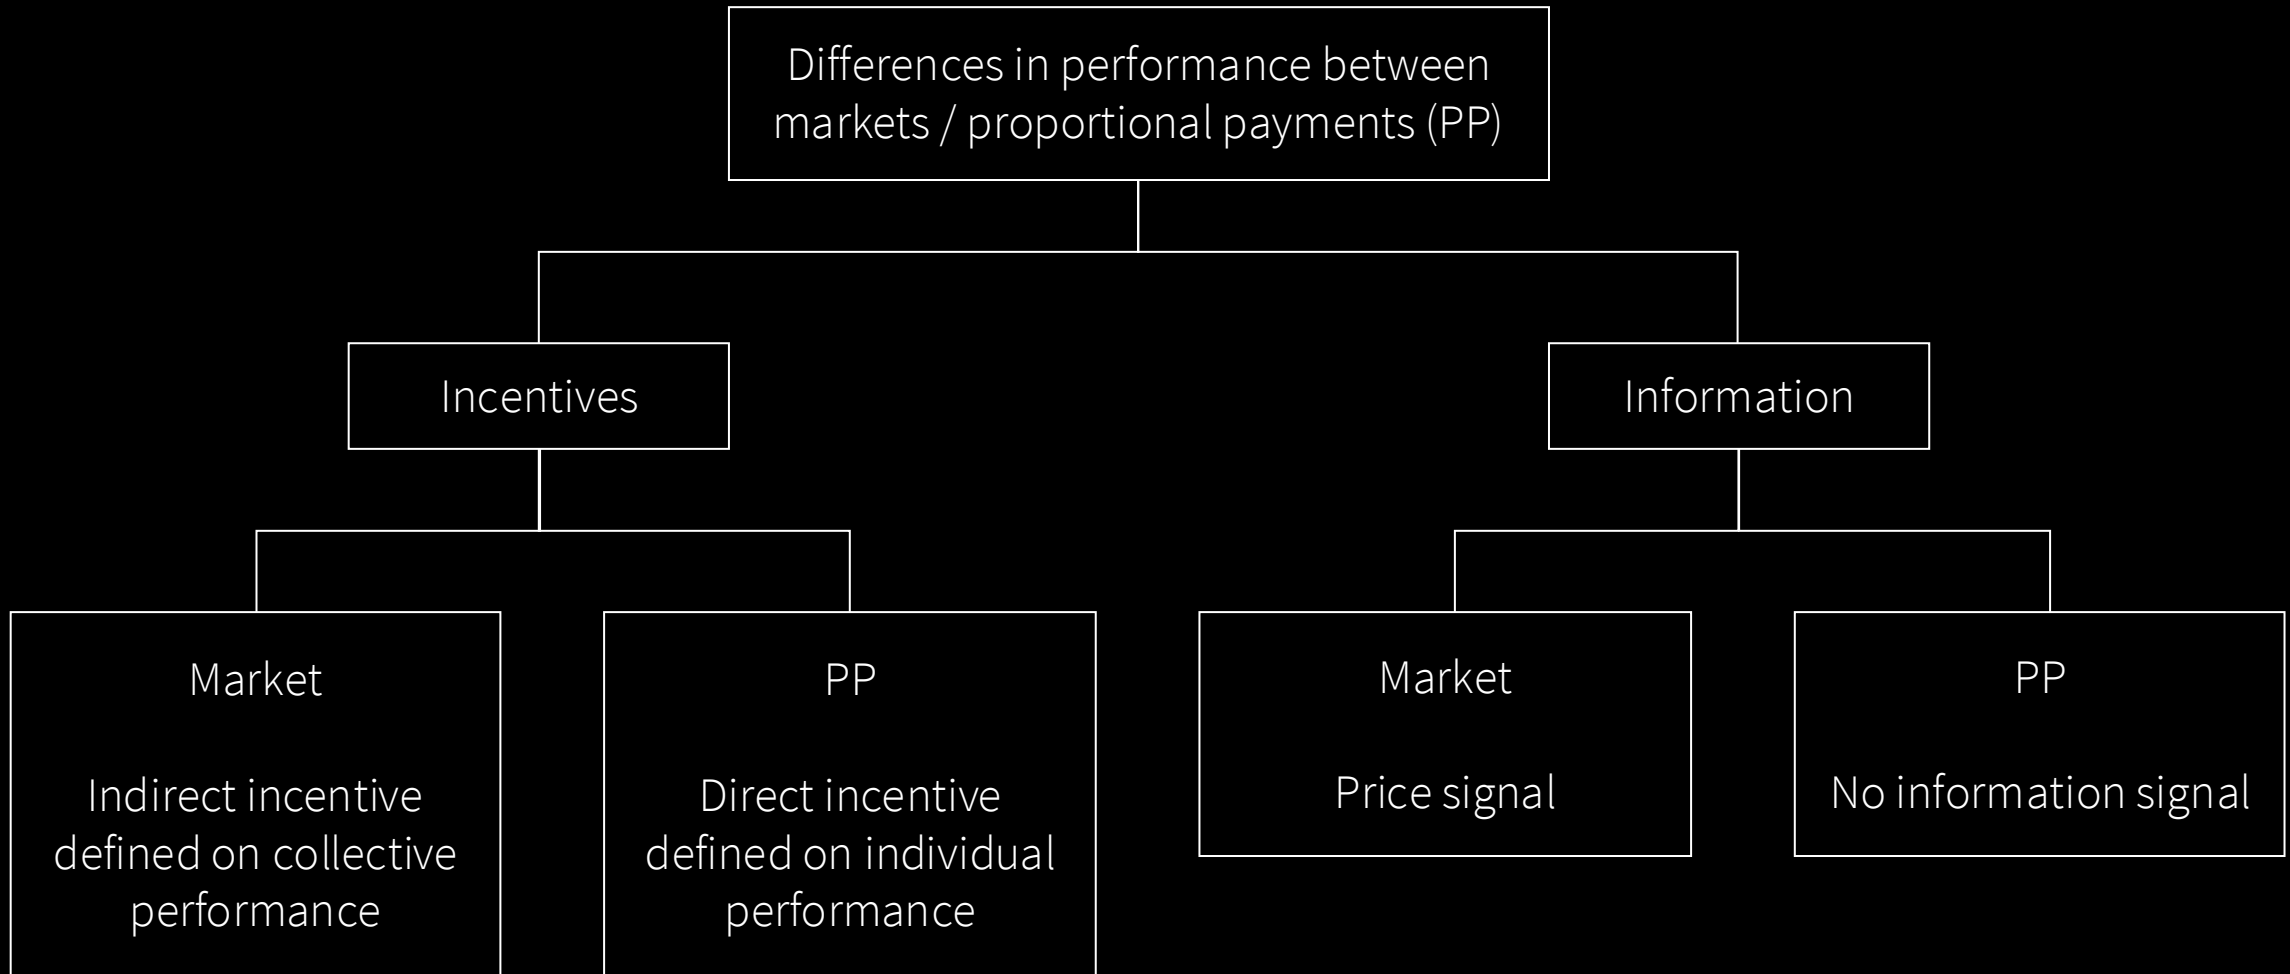 Differences in performance between
markets / proportional payments (PP)
Incentives
Information
Market
Indirect incentive
defined on collective
performance
PP
Direct incentive
defined on individual
performance
Market
Price signal
PP
No information signal